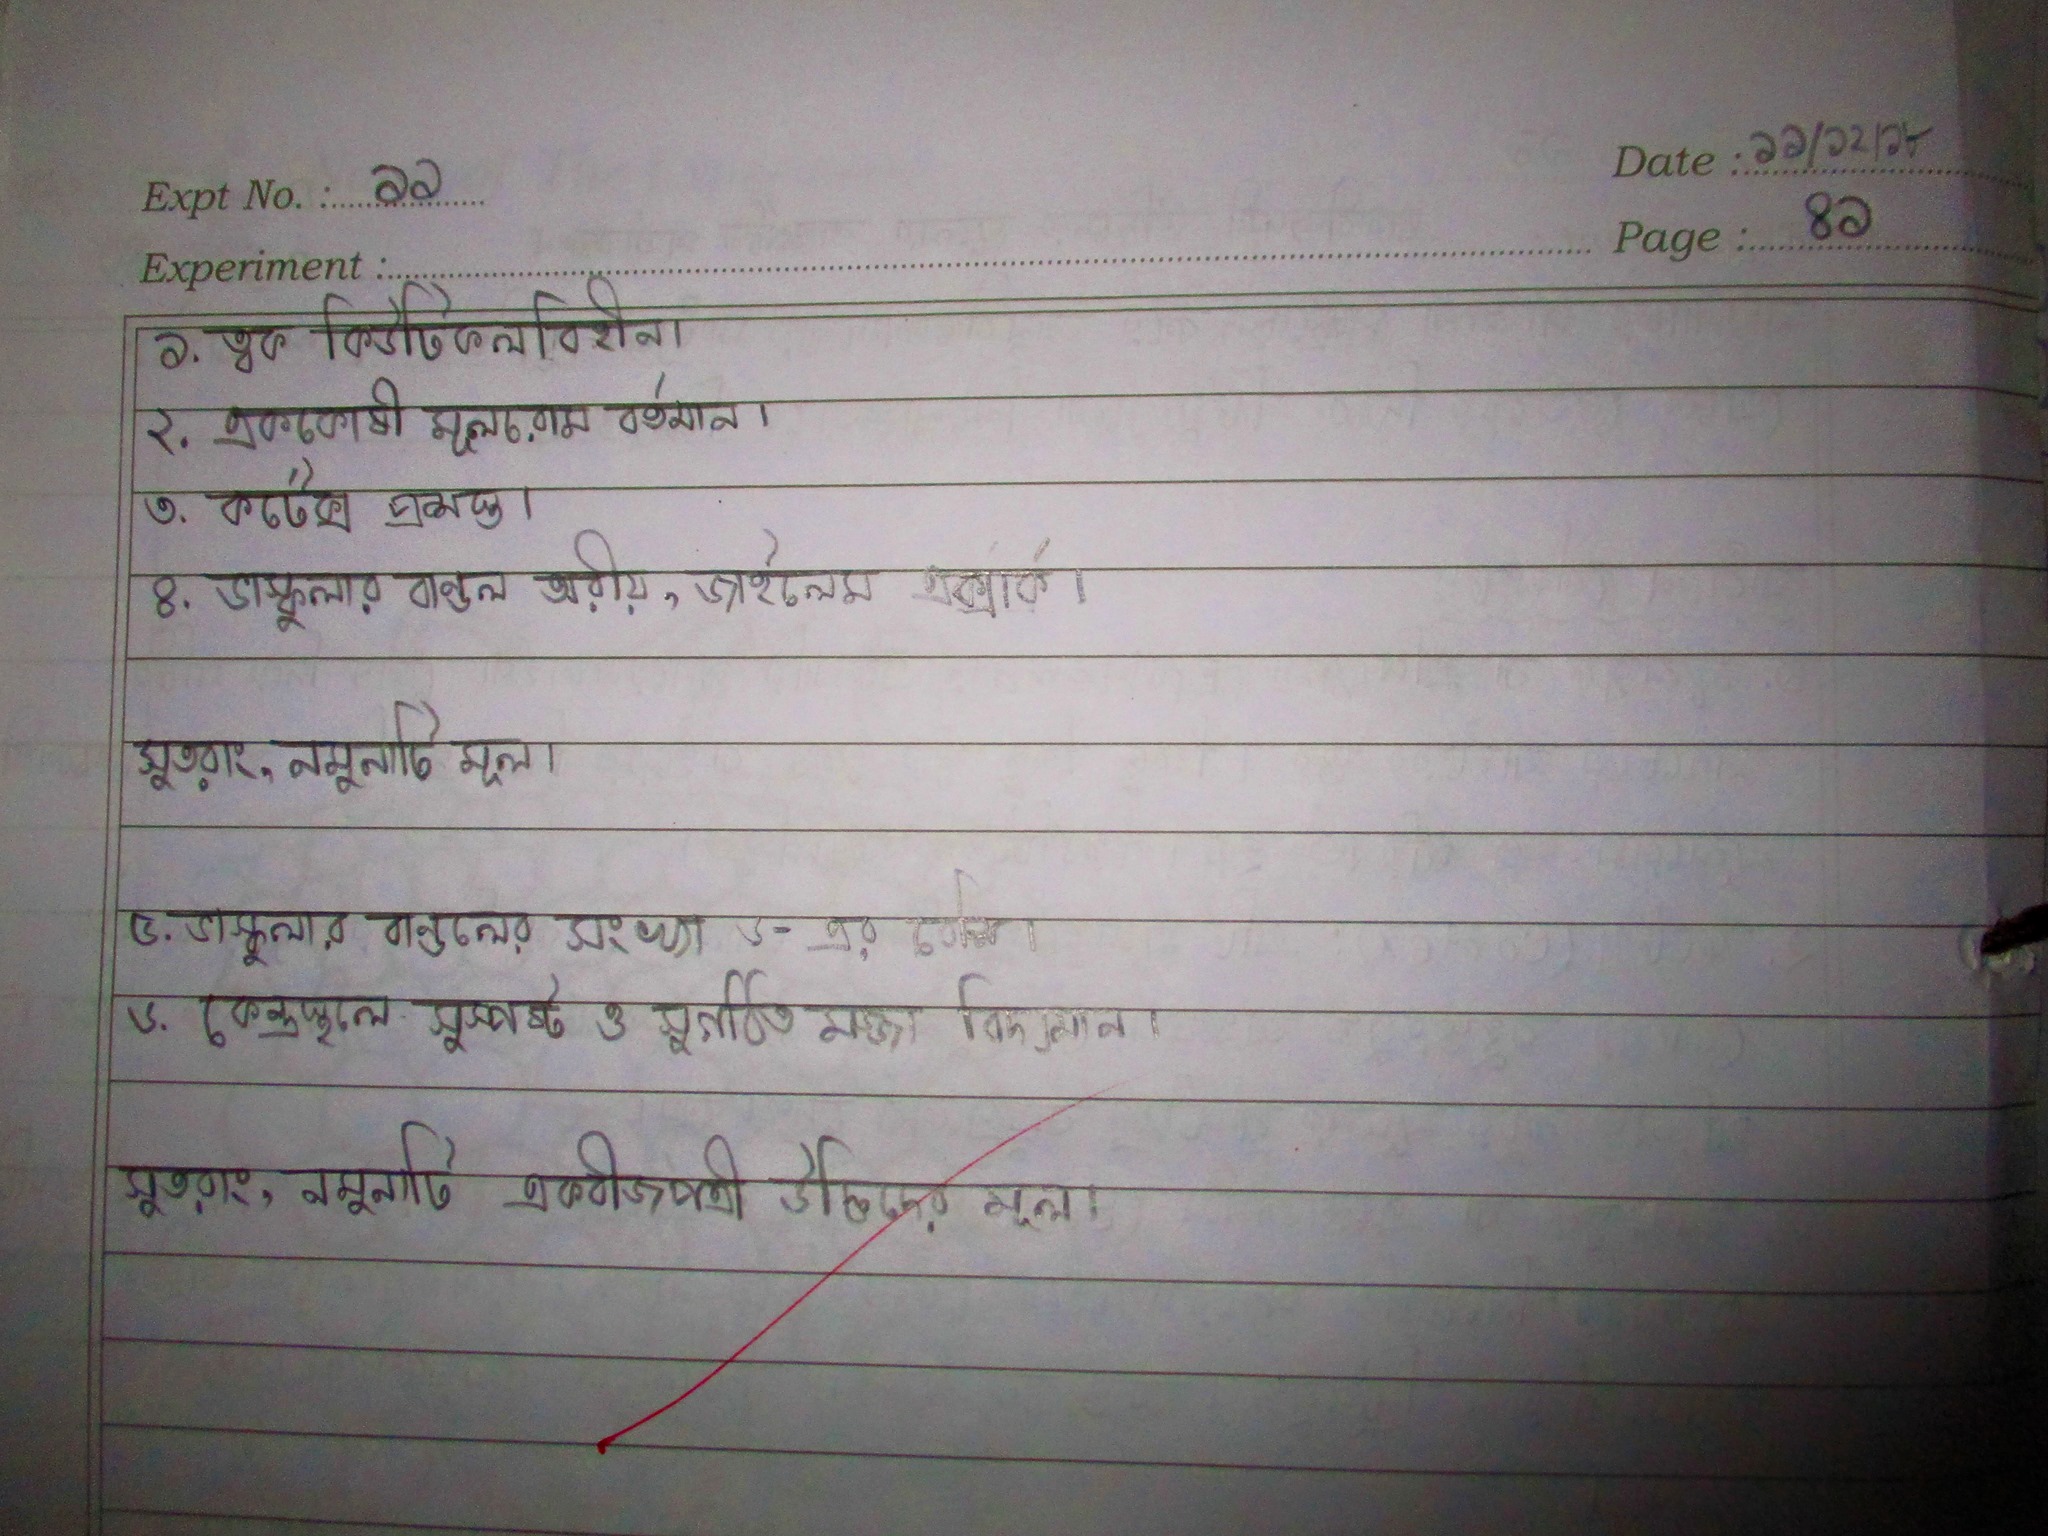 Expt No. : ১১
Date : ১১/১২/১৮
Experiment :
Page : ৪১
১. ত্বক কিউটিকলবিহীন।
২. এককোষী মূলরোম বর্তমান।
৩. কর্টেক্স প্রশস্ত।
৪. ভাস্কুলার বান্ডল অরীয়, জাইলেম এক্সার্ক।
সুতরাং, নমুনাটি মূল।
৫. ভাস্কুলার বান্ডলের সংখ্যা ৬-এর বেশি।
৬. কেন্দ্রস্থলে সুস্পষ্ট ও সুগঠিত মজ্জা বিদ্যমান।
সুতরাং, নমুনাটি একবীজপত্রী উদ্ভিদের মূল।